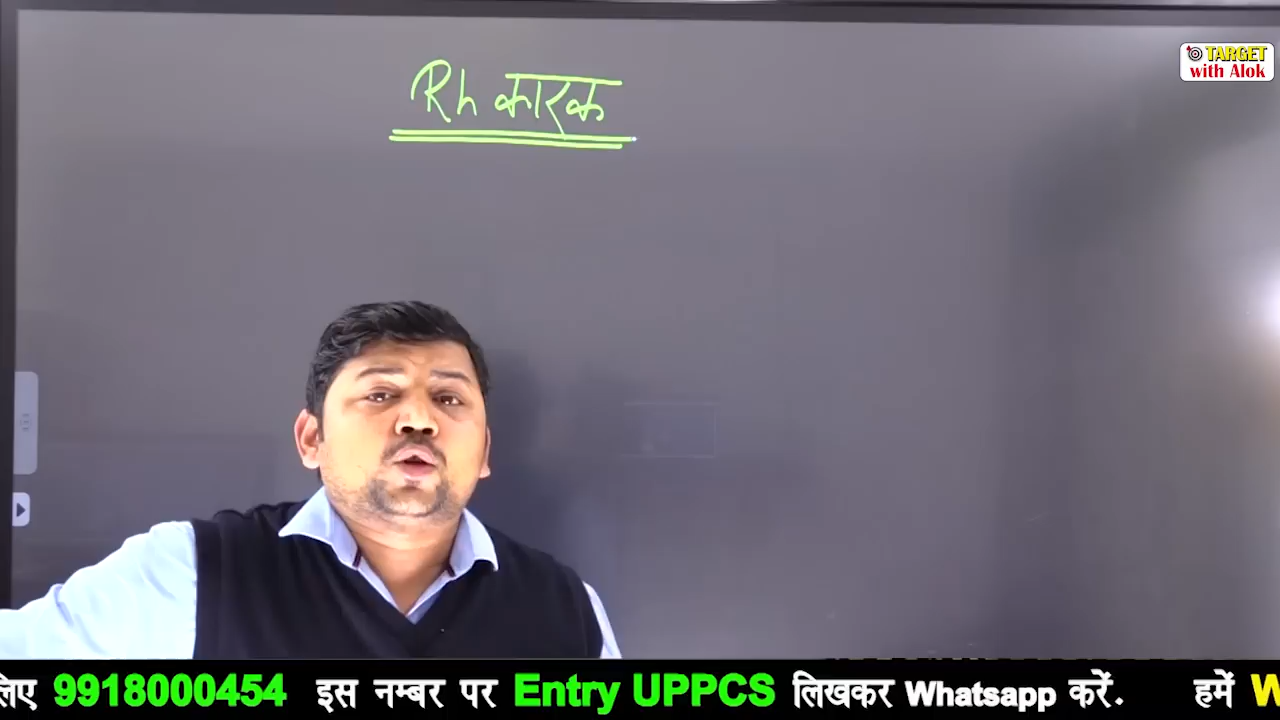 Rh कारक
TARGET
with Alok
लिए 9918000454 इस नम्बर पर Entry UPPCS लिखकर Whatsapp करें. हमें W